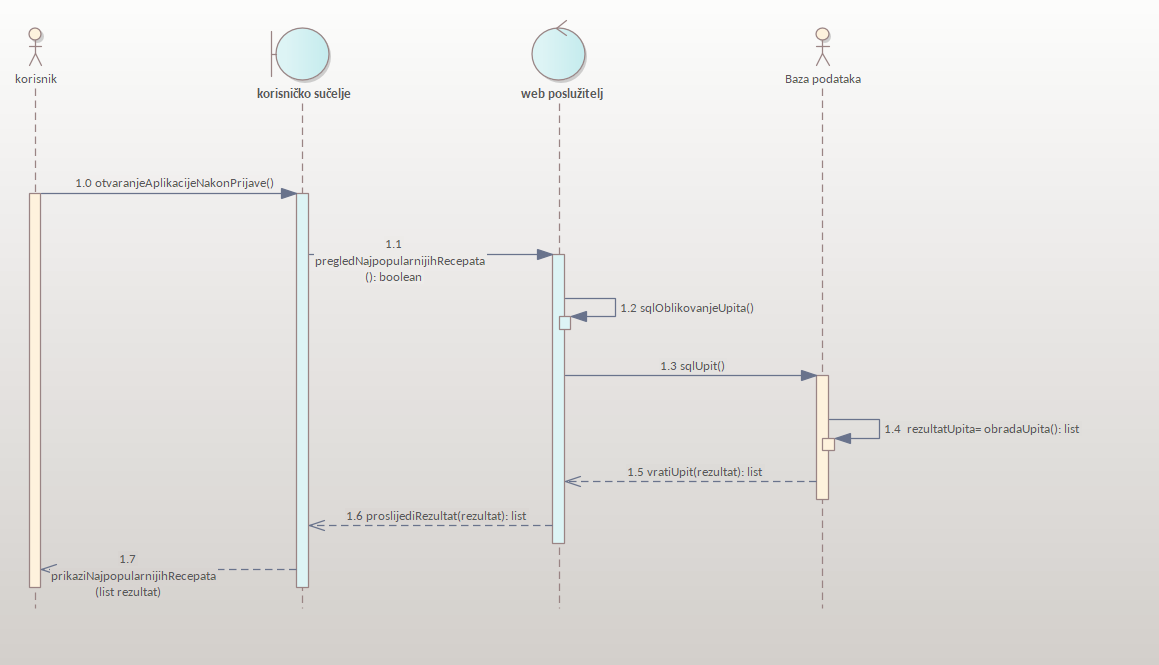 korisnik
korisničko sučelje
web poslužitelj
Baza podataka
1.0 otvaranjeAplikacijeNakonPrijave()
1.1
pregledNajpopularnijihRecepata
(): boolean
1.2 sqlOblikovanjeUpita()
1.3 sqlUpit()
1.4 rezultatUpita= obradaUpita(): list
1.5 vratiUpit(rezultat): list
1.6 proslijediRezultat(rezultat): list
1.7
prikaziNajpopularnijihRecepata
(list rezultat)